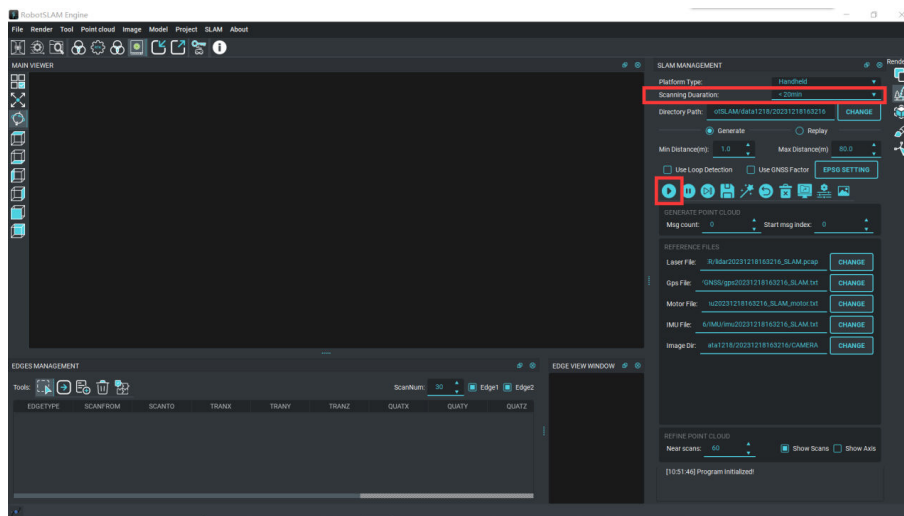 RobotSLAM Engine
File Render Tool Point cloud Image Model Project SLAM About
MAIN VIEWER
SLAM MANAGEMENT
Rende
Platform Type: Handheld
Scanning Duaration: < 20min
Directory Path: otSLAM/data1218/20231218163216 CHANGE
Generate Replay
Min Distance(m): 1.0 Max Distance(m) 80.0
Use Loop Detection Use GNSS Factor EPSG SETTING
GENERATE POINT CLOUD
Msg count: 0 Start msg index: 0
REFERENCE FILES
Laser File: R/lidar20231218163216_SLAM.pcap CHANGE
Gps File: 'GNSS/gps20231218163216_SLAM.txt CHANGE
Motor File: iu20231218163216_SLAM_motor.txt CHANGE
IMU File: 6/IMU/imu20231218163216_SLAM.txt CHANGE
Image Dir: ata1218/20231218163216/CAMERA CHANGE
EDGES MANAGEMENT
EDGE VIEW WINDOW
Tools: ScanNum: 30 Edge1 Edge2
EDGETYPE SCANFROM SCANTO TRANX TRANY TRANZ QUATX QUATY QUATZ
REFINE POINT CLOUD
Near scans: 60 Show Scans Show Axis
[10:51:46] Program Initialized!